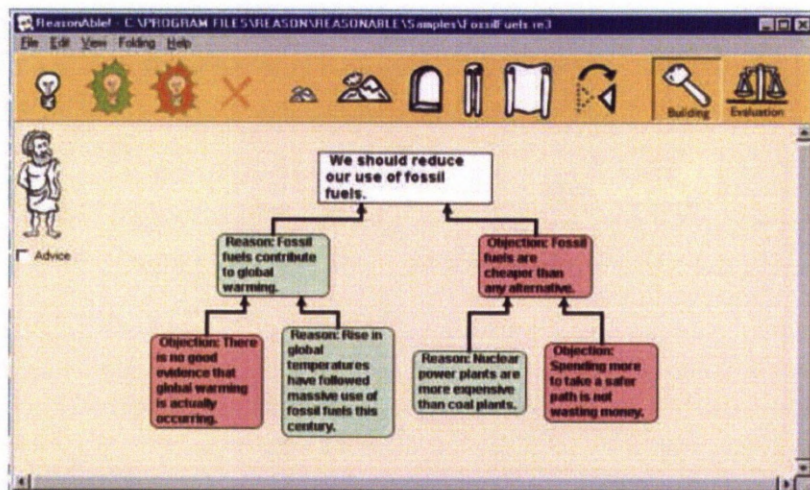 ReasonAble! - C:\PROGRAM FILES\REASON\REASONABLE\Samples\FossilFuels.re3
File Edit View Folding Help
Building Evaluation
Advice
We should reduce
our use of fossil
fuels.
Reason: Fossil
fuels contribute
to global
warming.
Objection: Fossil
fuels are
cheaper than
any alternative.
Objection: There
is no good
evidence that
global warming
is actually
occurring.
Reason: Rise in
global
temperatures
have followed
massive use of
fossil fuels this
century.
Reason: Nuclear
power plants are
more expensive
than coal plants.
Objection:
Spending more
to take a safer
path is not
wasting money.